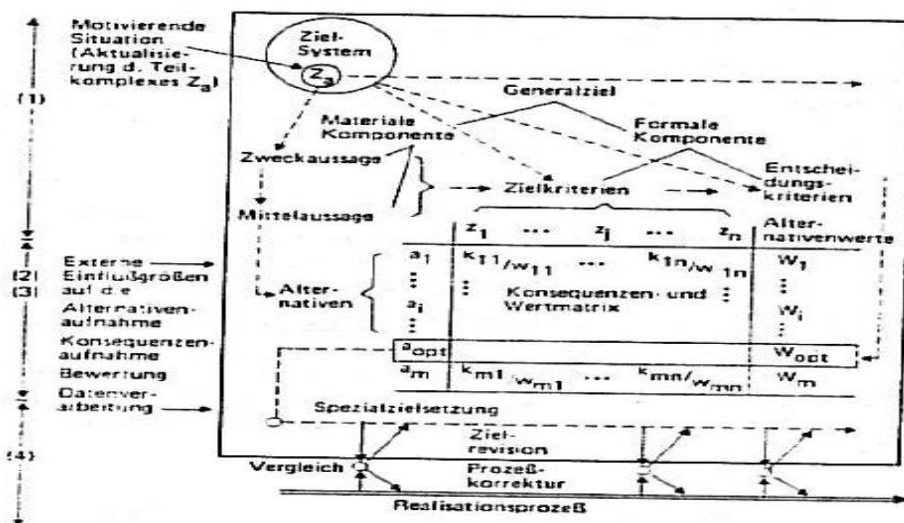 Motivierende
Situation
(Aktualisie-
rung d. Teil-
komplexes Za)
Ziel-
System
Za
(1)
Generalziel
Materiale
Komponente
Formale
Komponente
Zweckaussage
Entschei-
dungs-
kriterien
Zielkriterien
Mittelaussage
z1 ... zj ... zn
Alter-
nativenwerte
(2)
(3)
Externe
Einflußgrößen
auf die
Alternativen-
aufnahme
Konsequenzen-
aufnahme
Bewertung
Datenver-
arbeitung
Alter-
nativen
a1 k11/w11 ... k1n/w1n W1
⋮ ⋮ Konsequenzen- und ⋮ ⋮
Wertmatrix
ai Wi
⋮ ⋮
aopt Wopt
am km1/wm1 ... kmn/wmn Wm
Spezialzielsetzung
(4)
Ziel-
revision
Vergleich
Prozeß-
korrektur
Realisationsprozeß